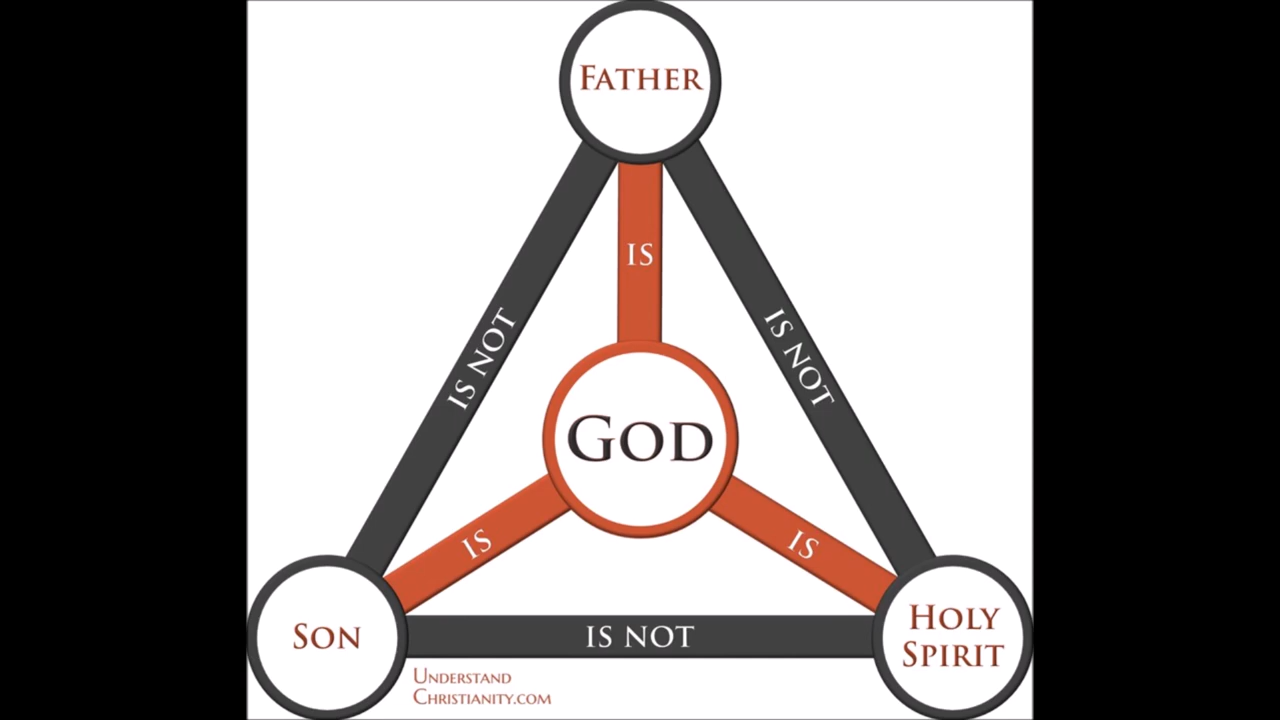 Father
IS
IS NOT
IS NOT
God
IS
IS
Son
IS NOT
Holy
Spirit
Understand
Christianity.com